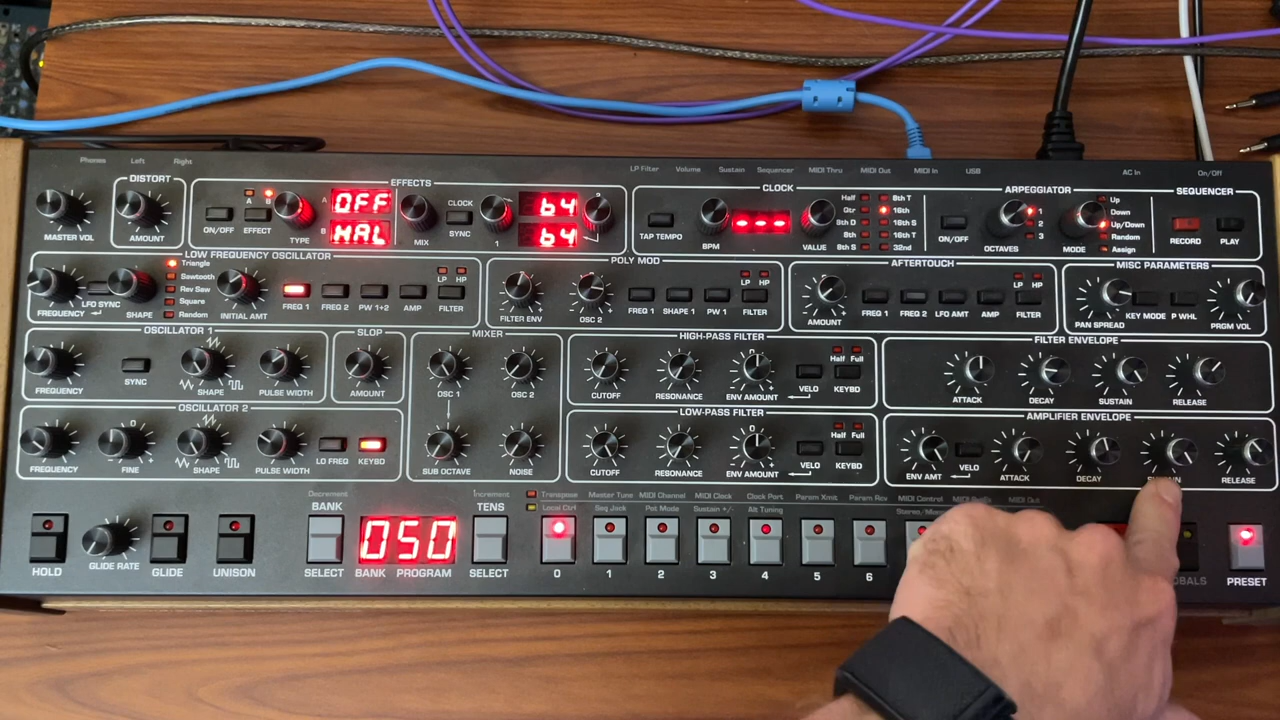 Phones Left Right LP Filter Volume Sustain Sequencer MIDI Thru MIDI Out MIDI In USB AC In On/Off
DISTORT
MASTER VOL
AMOUNT
EFFECTS
A B
ON/OFF EFFECT TYPE
A OFF
B HAL
MIX
CLOCK
SYNC
1
2
64
64
CLOCK
TAP TEMPO
BPM
---
VALUE
Half 8th T
Qtr 16th
8th D 16th S
8th 16th T
8th S 32nd
ARPEGGIATOR
ON/OFF
OCTAVES
1
2
3
MODE
Up
Down
Up/Down
Random
Assign
SEQUENCER
RECORD PLAY
LOW FREQUENCY OSCILLATOR
FREQUENCY
LFO SYNC
SHAPE
Triangle
Sawtooth
Rev Saw
Square
Random
INITIAL AMT
FREQ 1 FREQ 2 PW 1+2 AMP
LP HP
FILTER
POLY MOD
FILTER ENV OSC 2 FREQ 1 SHAPE 1 PW 1
LP HP
FILTER
AFTERTOUCH
AMOUNT FREQ 1 FREQ 2 LFO AMT AMP
LP HP
FILTER
MISC PARAMETERS
PAN SPREAD KEY MODE P WHL PRGM VOL
OSCILLATOR 1
FREQUENCY SYNC SHAPE PULSE WIDTH
SLOP
AMOUNT
MIXER
OSC 1 OSC 2
SUB OCTAVE NOISE
HIGH-PASS FILTER
CUTOFF RESONANCE ENV AMOUNT VELO
Half Full
KEYBD
FILTER ENVELOPE
ATTACK DECAY SUSTAIN RELEASE
OSCILLATOR 2
FREQUENCY FINE SHAPE PULSE WIDTH LO FREQ KEYBD
LOW-PASS FILTER
CUTOFF RESONANCE ENV AMOUNT VELO
Half Full
KEYBD
AMPLIFIER ENVELOPE
ENV AMT VELO ATTACK DECAY RELEASE
HOLD GLIDE RATE GLIDE UNISON
Decrement
BANK
SELECT
050
BANK PROGRAM
Increment
TENS
SELECT
Transpose Master Tune MIDI Channel MIDI Clock Clock Port Param Xmit Param Rcv MIDI Control
Local Ctrl Seq Jack Pot Mode Sustain +/- Alt Tuning
0 1 2 3 4 5 6
PRESET